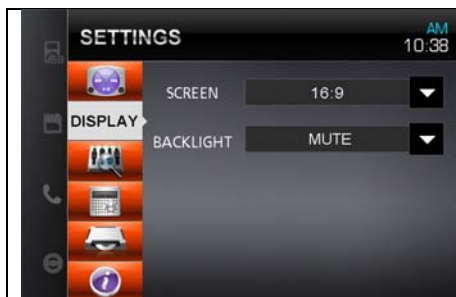 SETTINGS
AM
10:38
SCREEN 16:9
DISPLAY
BACKLIGHT MUTE